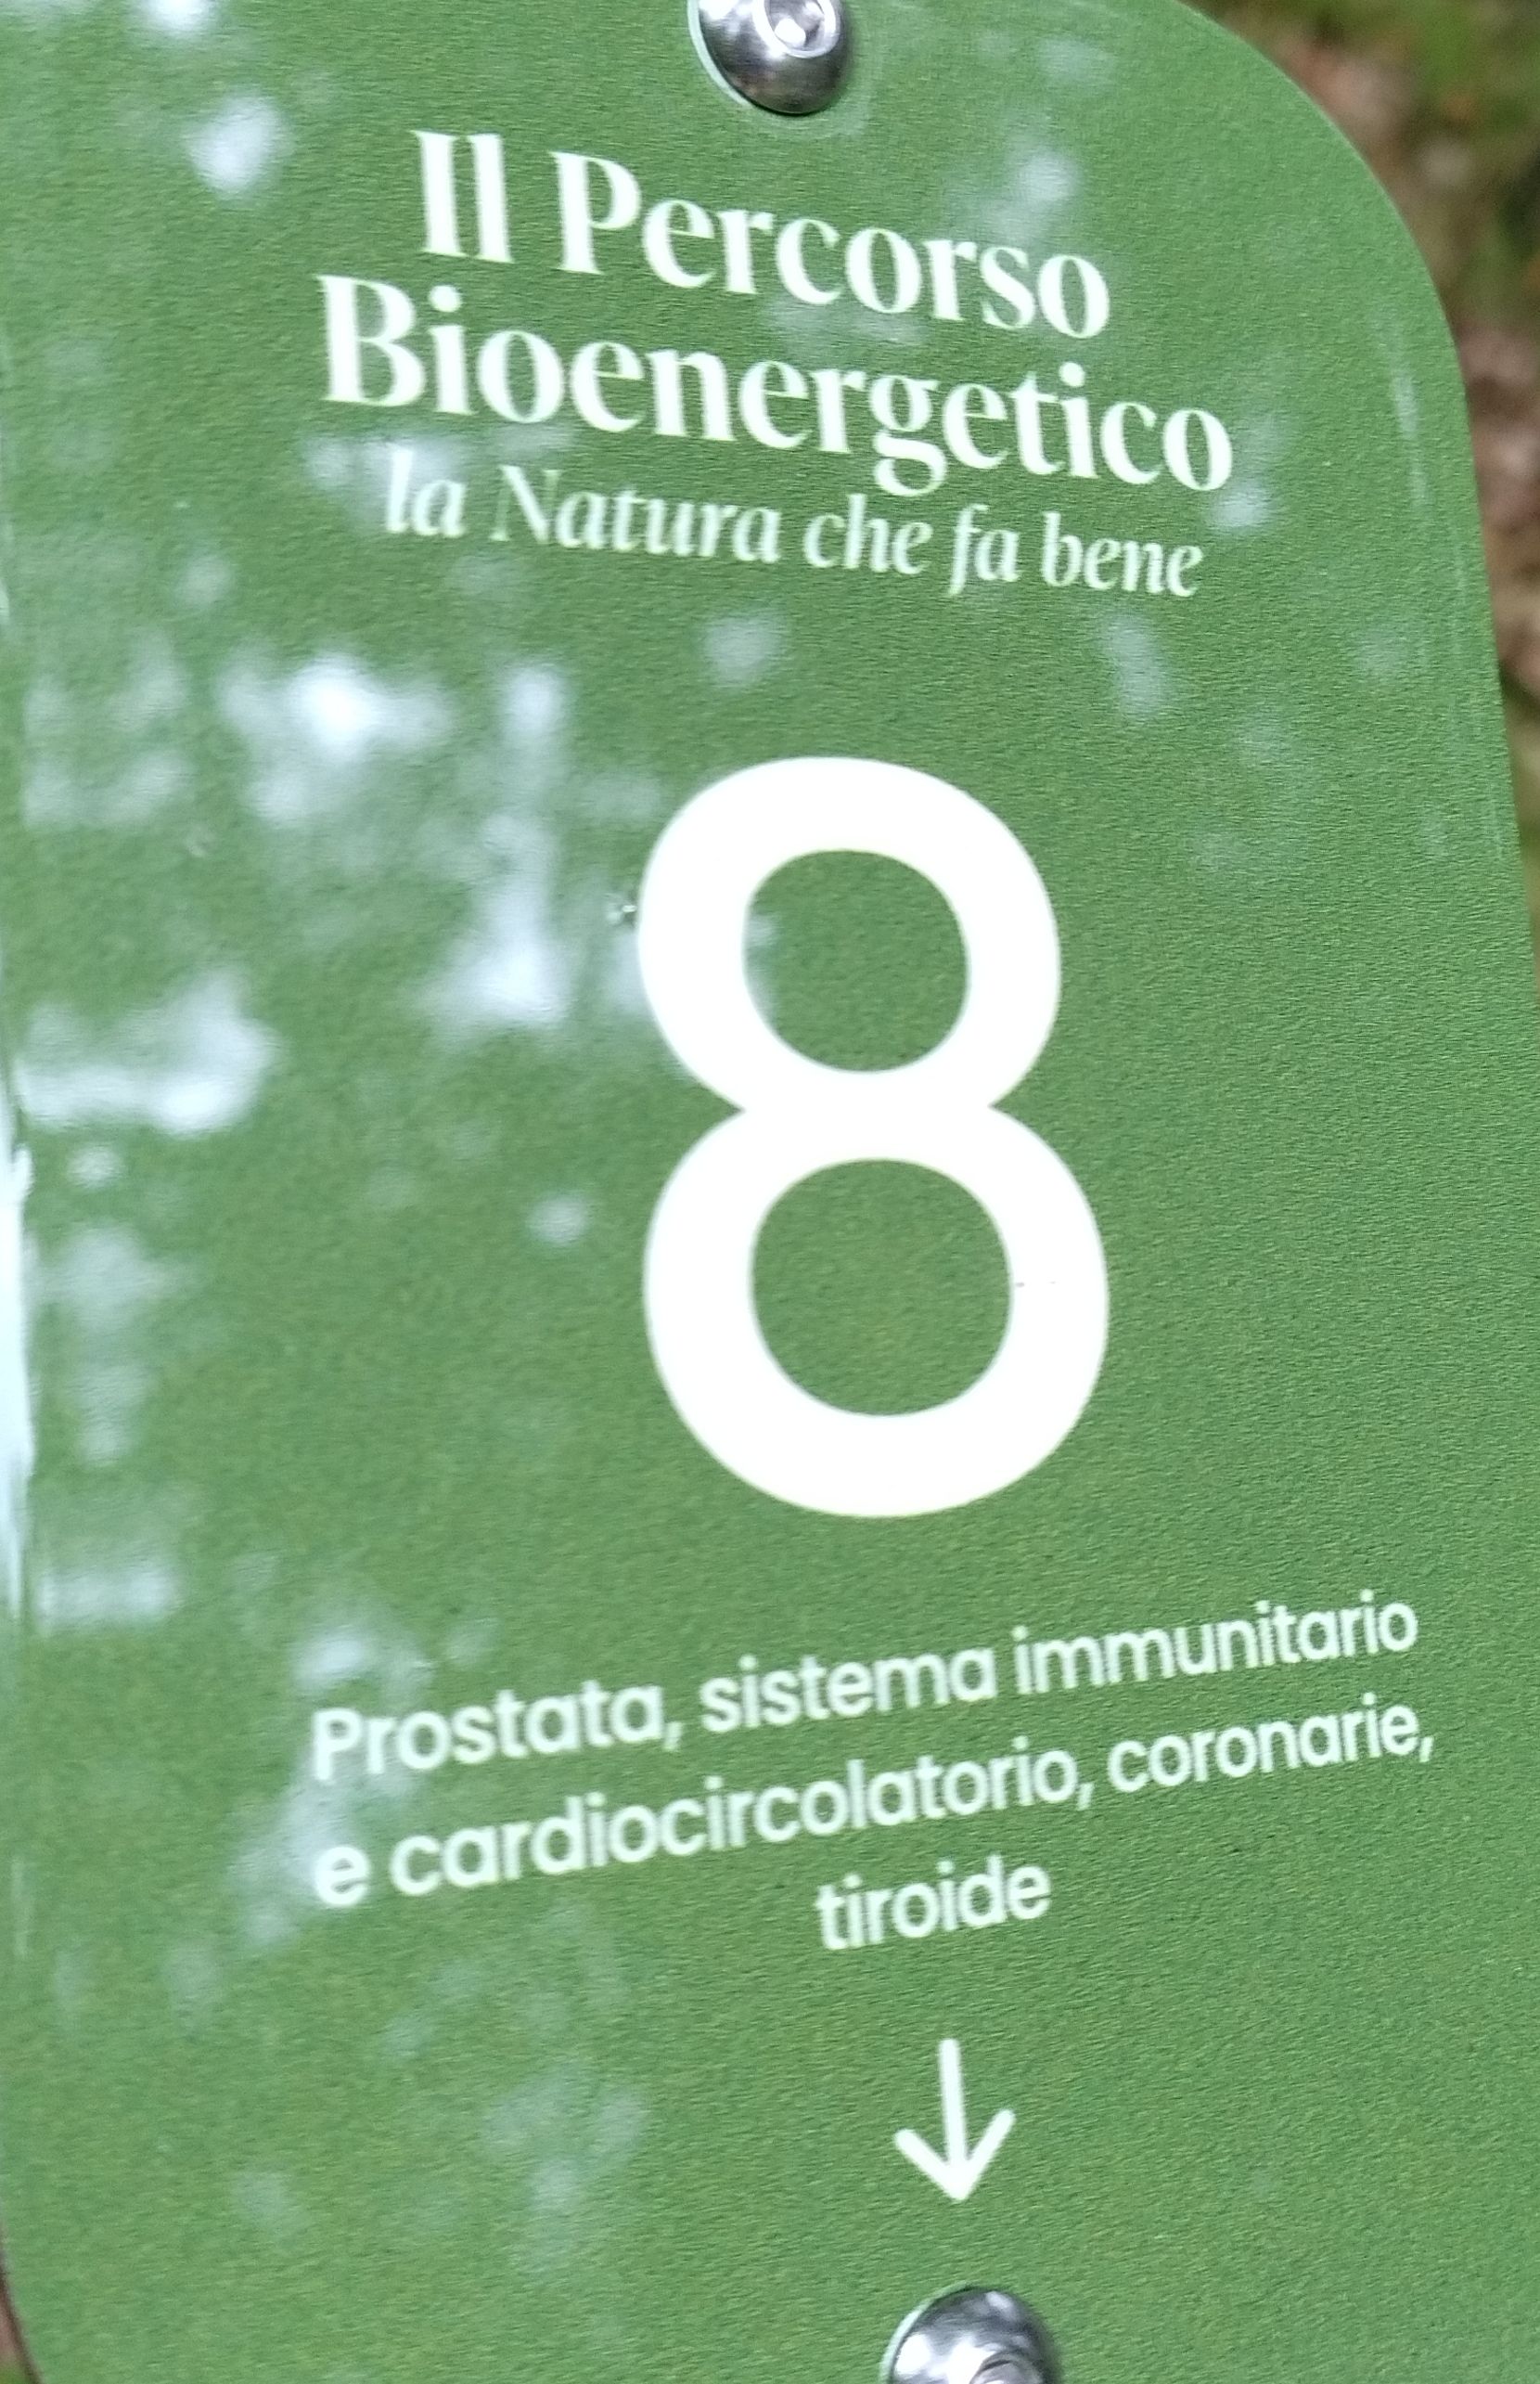 Il Percorso
Bioenergetico
la Natura che fa bene
8
Prostata, sistema immunitario
e cardiocircolatorio, coronarie,
tiroide